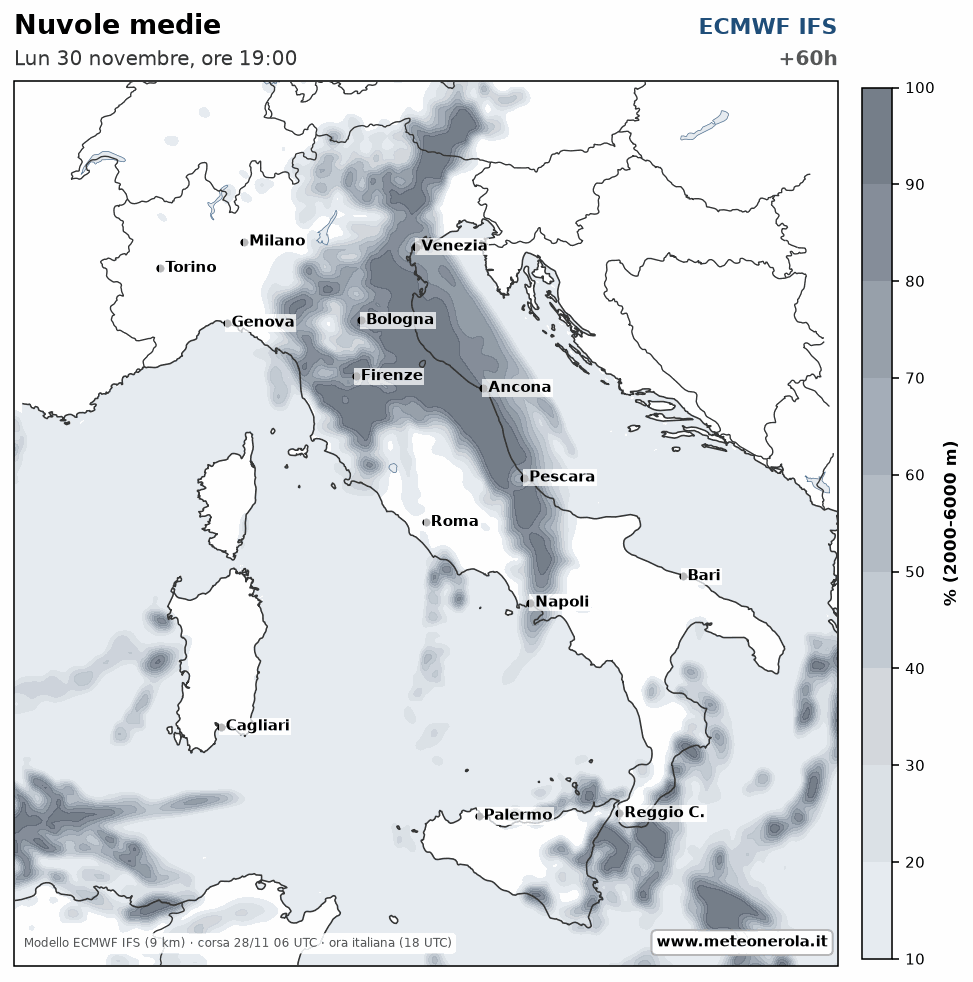 Nuvole medie
ECMWF IFS
Lun 30 novembre, ore 19:00
+60h
100
90
80
70
60
50
40
30
20
10
% (2000-6000 m)
Milano
Venezia
Torino
Genova
Bologna
Firenze
Ancona
Pescara
Roma
Bari
Napoli
Cagliari
Palermo
Reggio C.
Modello ECMWF IFS (9 km) · corsa 28/11 06 UTC · ora italiana (18 UTC)
www.meteonerola.it